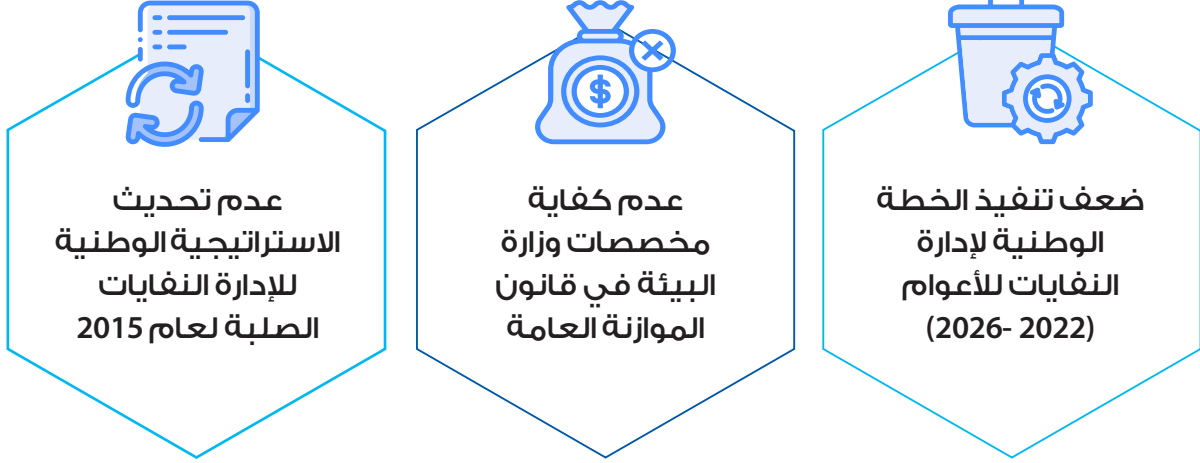 ضعف تنفيذ الخطة
الوطنية لإدارة
النفايات للأعوام
(2022 -2026)
عدم كفاية
مخصصات وزارة
البيئة في قانون
الموازنة العامة
عدم تحديث
الاستراتيجية الوطنية
للإدارة النفايات
الصلبة لعام 2015
$